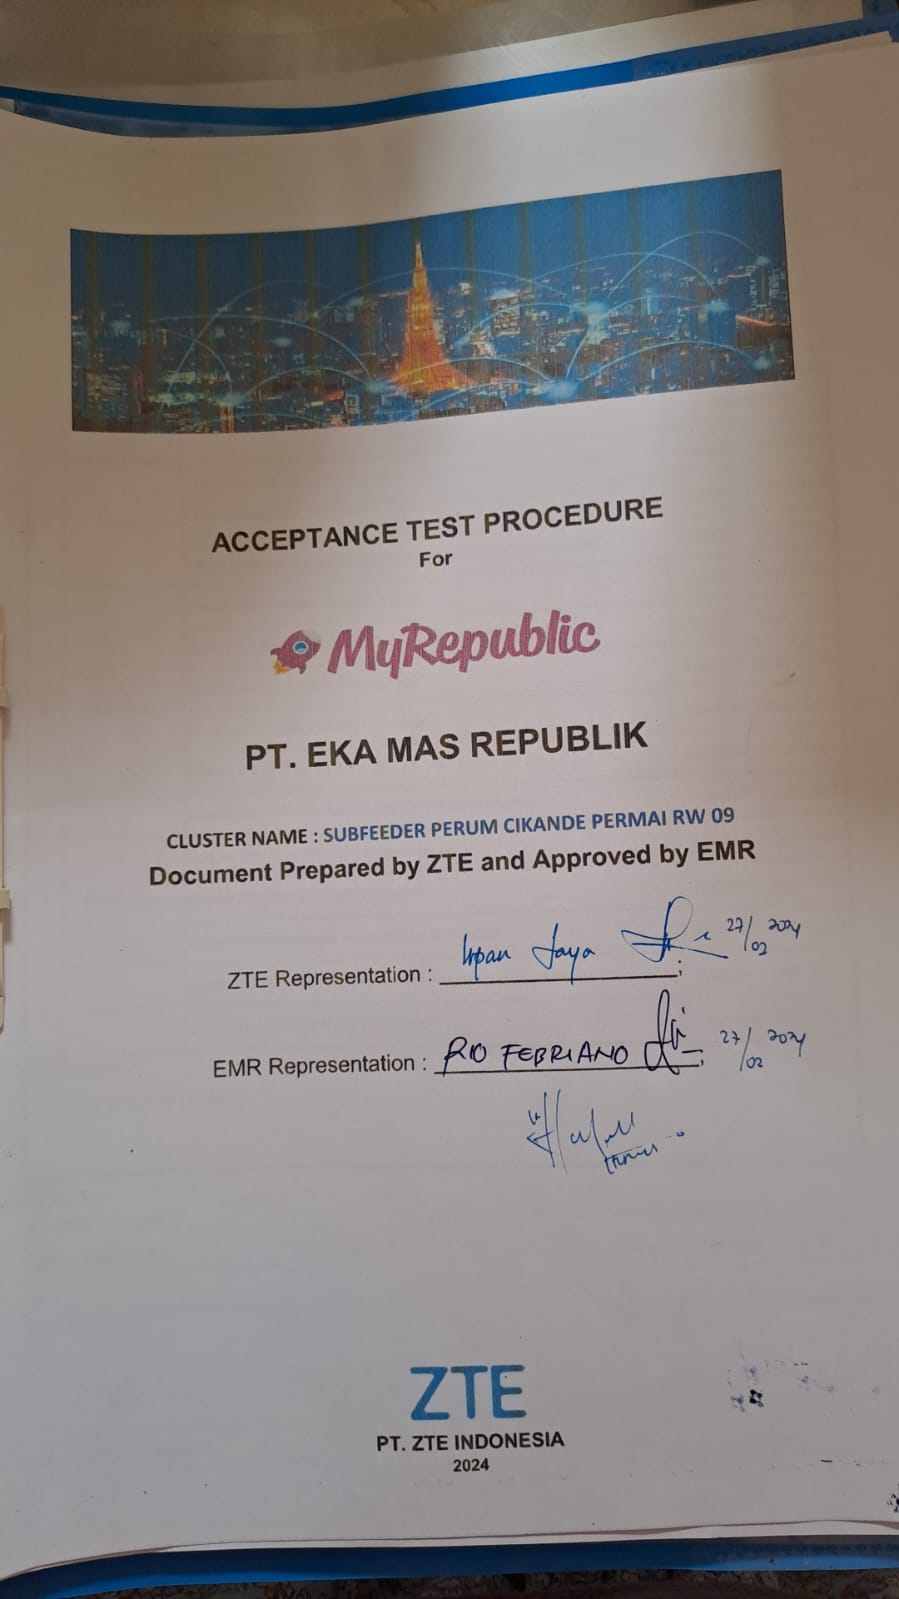 ACCEPTANCE TEST PROCEDURE
For
MyRepublic
PT. EKA MAS REPUBLIK
CLUSTER NAME : SUBFEEDER PERUM CIKANDE PERMAI RW 09
Document Prepared by ZTE and Approved by EMR
ZTE Representation : Irpan Jaya 27/02 2024
EMR Representation : RIO FEBRIANO 27/02 2024
ZTE
PT. ZTE INDONESIA
2024